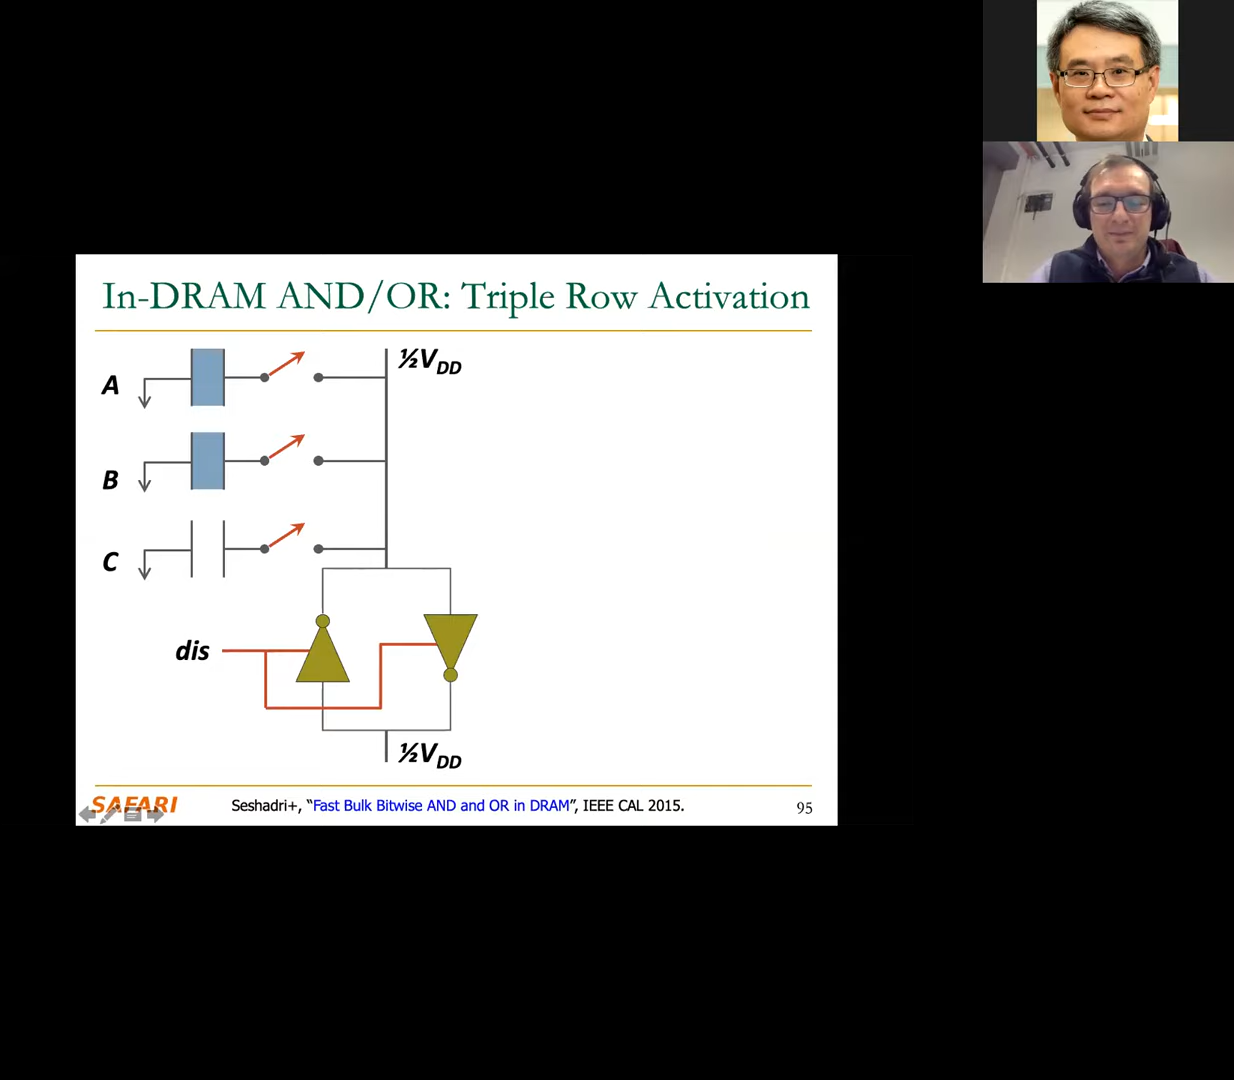 In-DRAM AND/OR: Triple Row Activation
½VDD
A
B
C
dis
½VDD
SAFARI
Seshadri+, “Fast Bulk Bitwise AND and OR in DRAM”, IEEE CAL 2015.
95